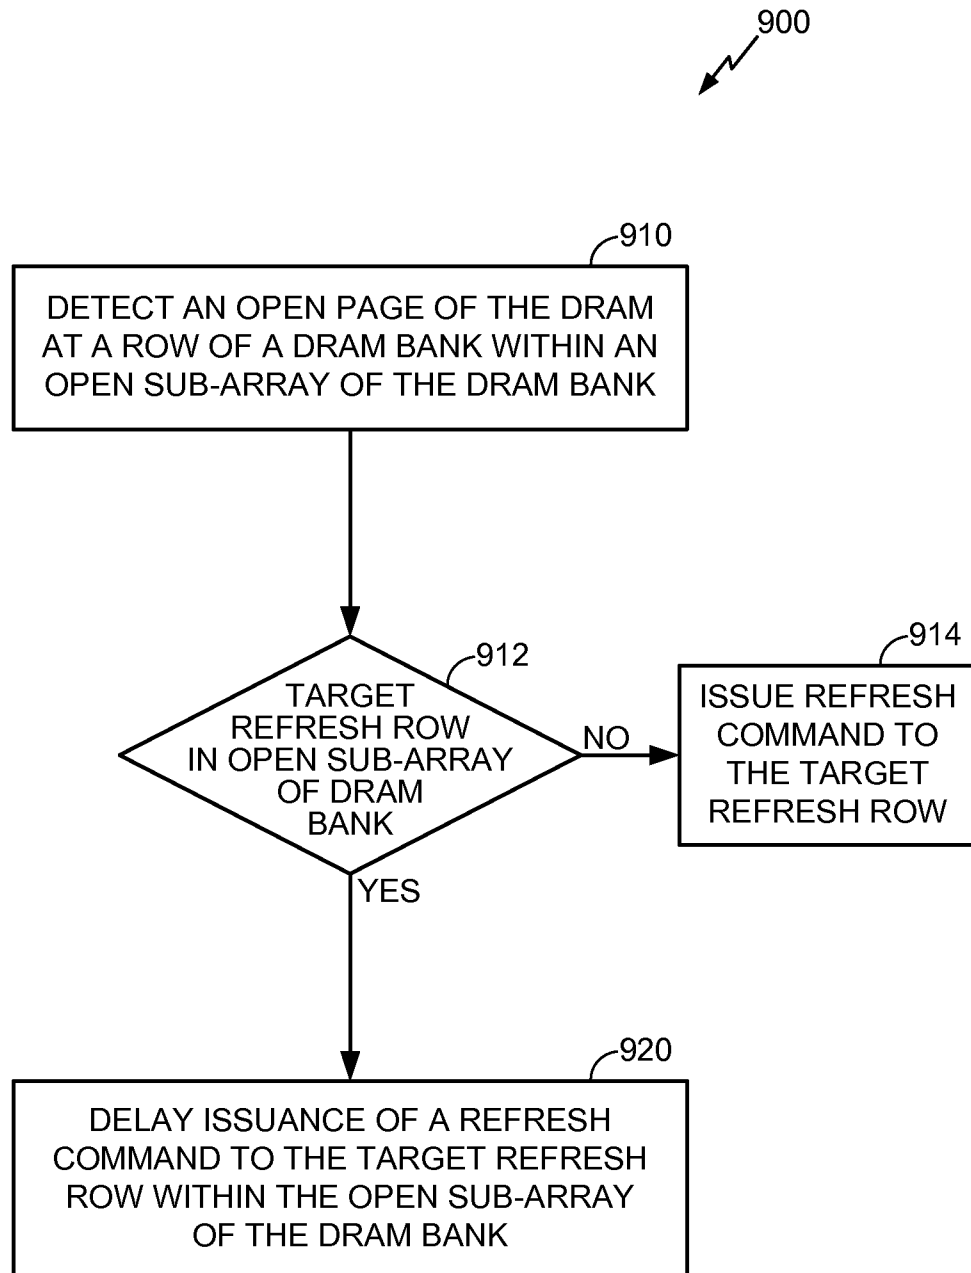 900
910
DETECT AN OPEN PAGE OF THE DRAM
AT A ROW OF A DRAM BANK WITHIN AN
OPEN SUB-ARRAY OF THE DRAM BANK
912
TARGET
REFRESH ROW
IN OPEN SUB-ARRAY
OF DRAM
BANK
NO
914
ISSUE REFRESH
COMMAND TO
THE TARGET
REFRESH ROW
YES
920
DELAY ISSUANCE OF A REFRESH
COMMAND TO THE TARGET REFRESH
ROW WITHIN THE OPEN SUB-ARRAY
OF THE DRAM BANK